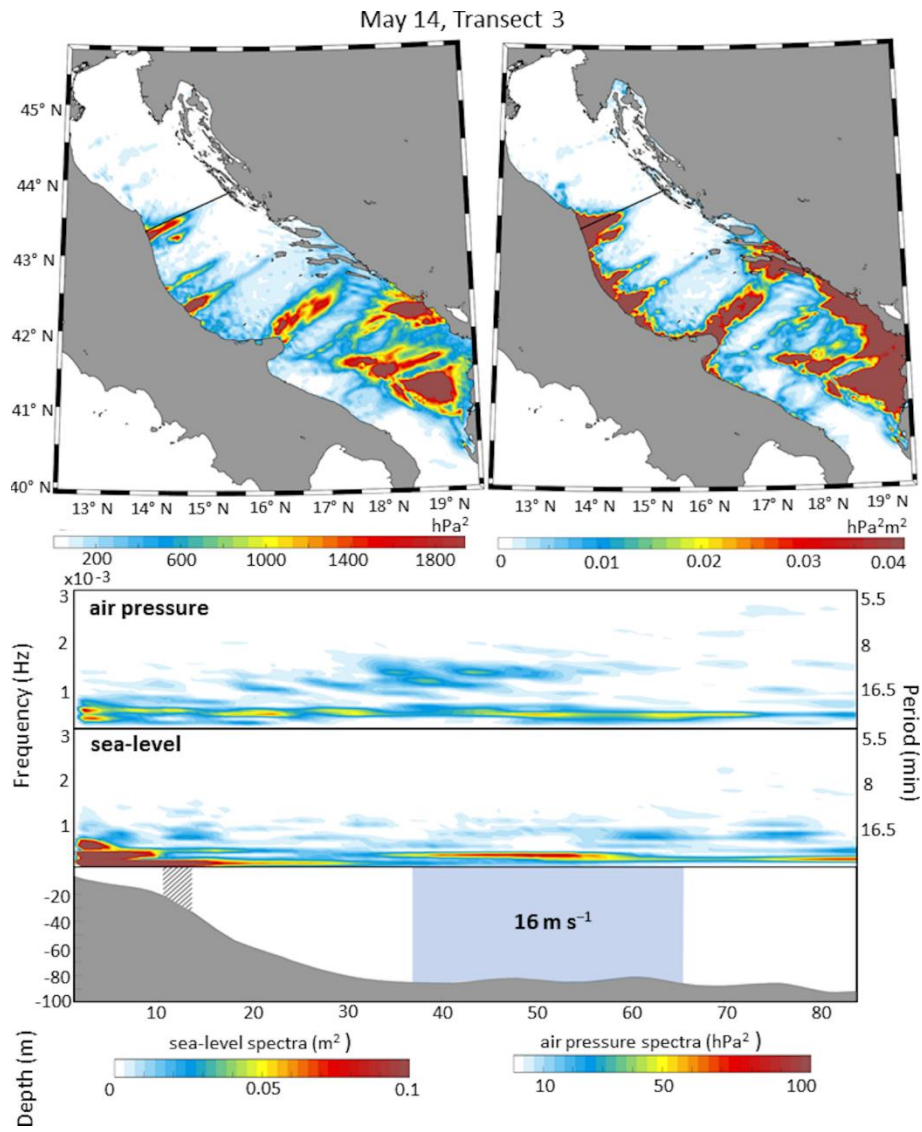 May 14, Transect 3
45° N
44° N
43° N
42° N
41° N
40° N
13° N 14° N 15° N 16° N 17° N 18° N 19° N
13° N 14° N 15° N 16° N 17° N 18° N 19° N
hPa²
hPa²m²
200 600 1000 1400 1800
0 0.01 0.02 0.03 0.04
x10⁻³
3
2
1
air pressure
5.5
8
16.5
3
2
1
sea-level
5.5
8
16.5
Frequency (Hz)
Period (min)
16 m s⁻¹
-20
-40
-60
-80
-100
Depth (m)
10 20 30 40 50 60 70 80
sea-level spectra (m²)
0 0.05 0.1
air pressure spectra (hPa²)
10 50 100